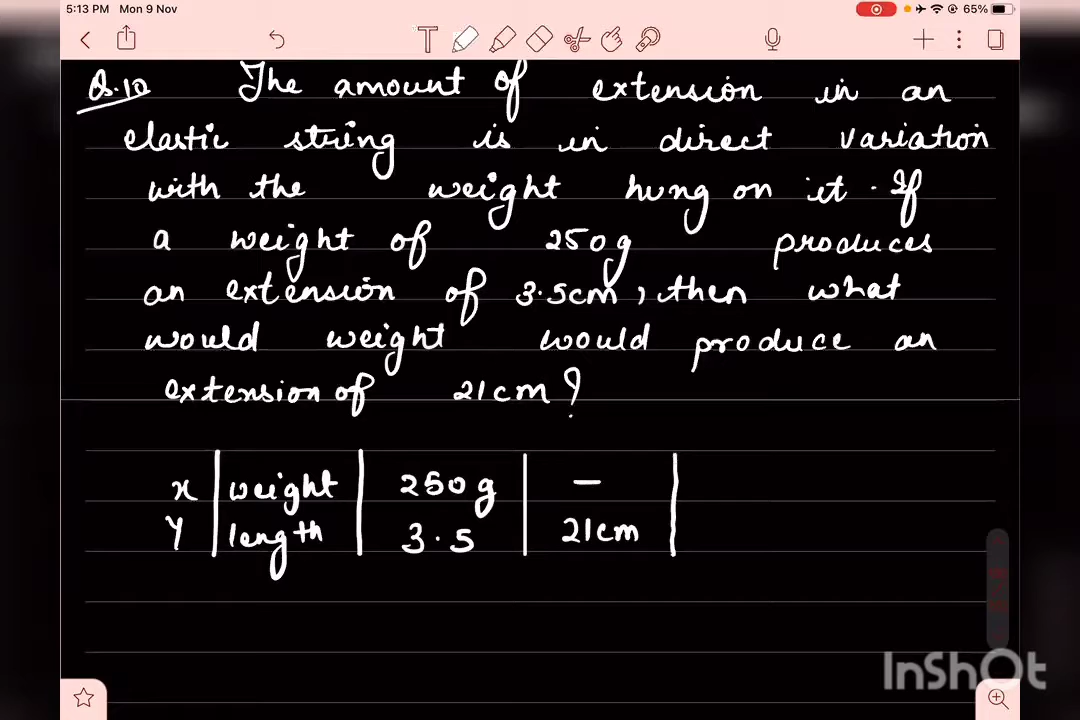 5:13 PM Mon 9 Nov 65%
T
Q.10 The amount of extension in an
elastic string is in direct variation
with the weight hung on it. If
a weight of 250g produces
an extension of 3.5cm, then what
would weight would produce an
extension of 21cm?
x weight 250g —
y length 3.5 21cm
InShOt